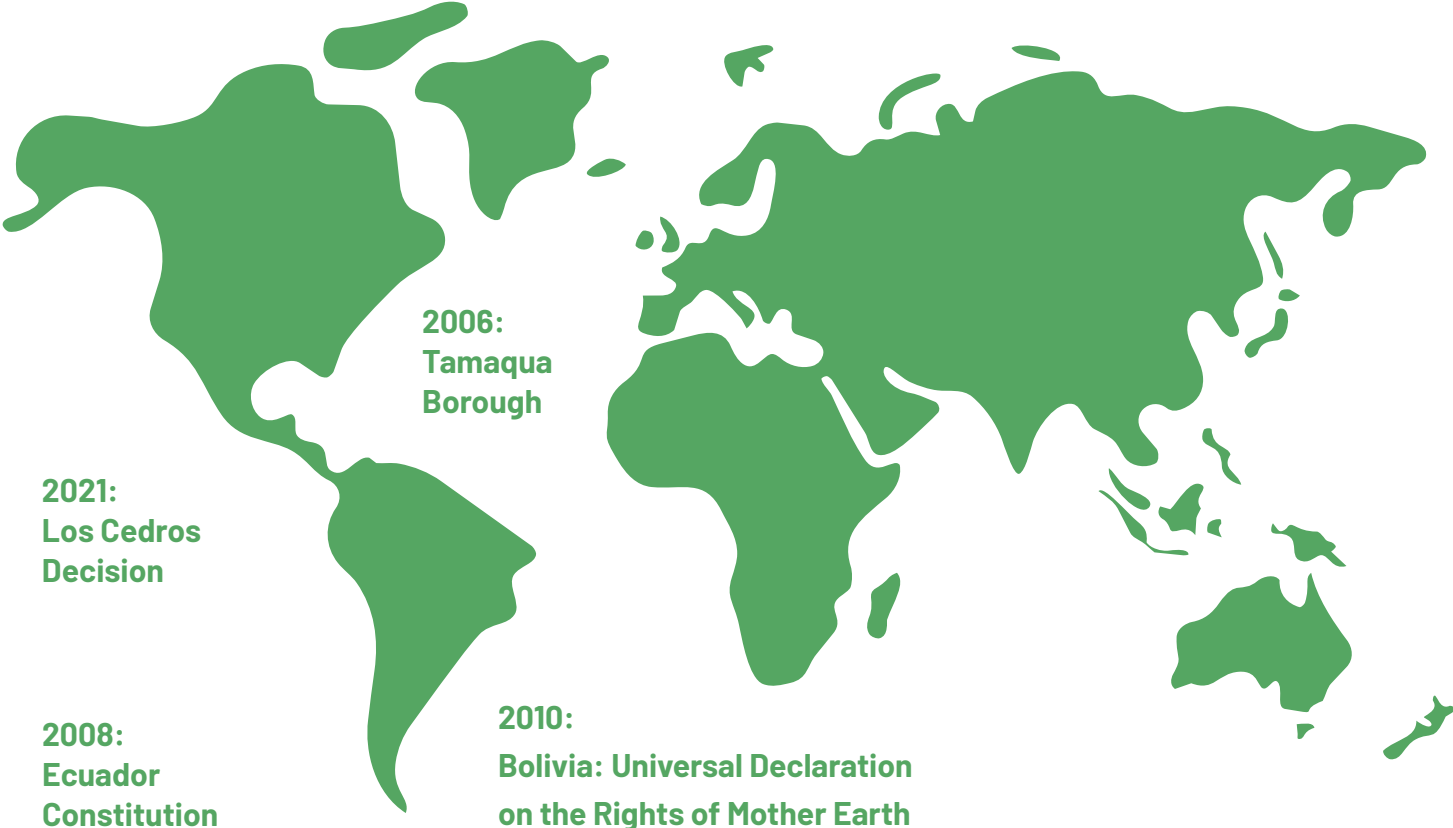 2006:
Tamaqua
Borough
2021:
Los Cedros
Decision
2008:
Ecuador
Constitution
2010:
Bolivia: Universal Declaration
on the Rights of Mother Earth